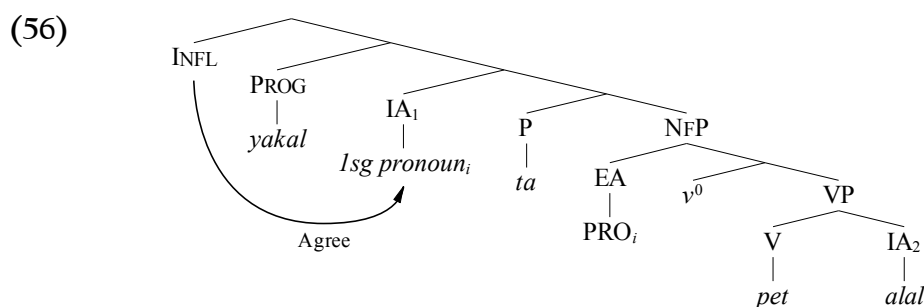 (56)
INFL
PROG
yakal
IA₁
1sg pronounᵢ
P
ta
NFP
EA
PROᵢ
v⁰
VP
V
pet
IA₂
alal
Agree